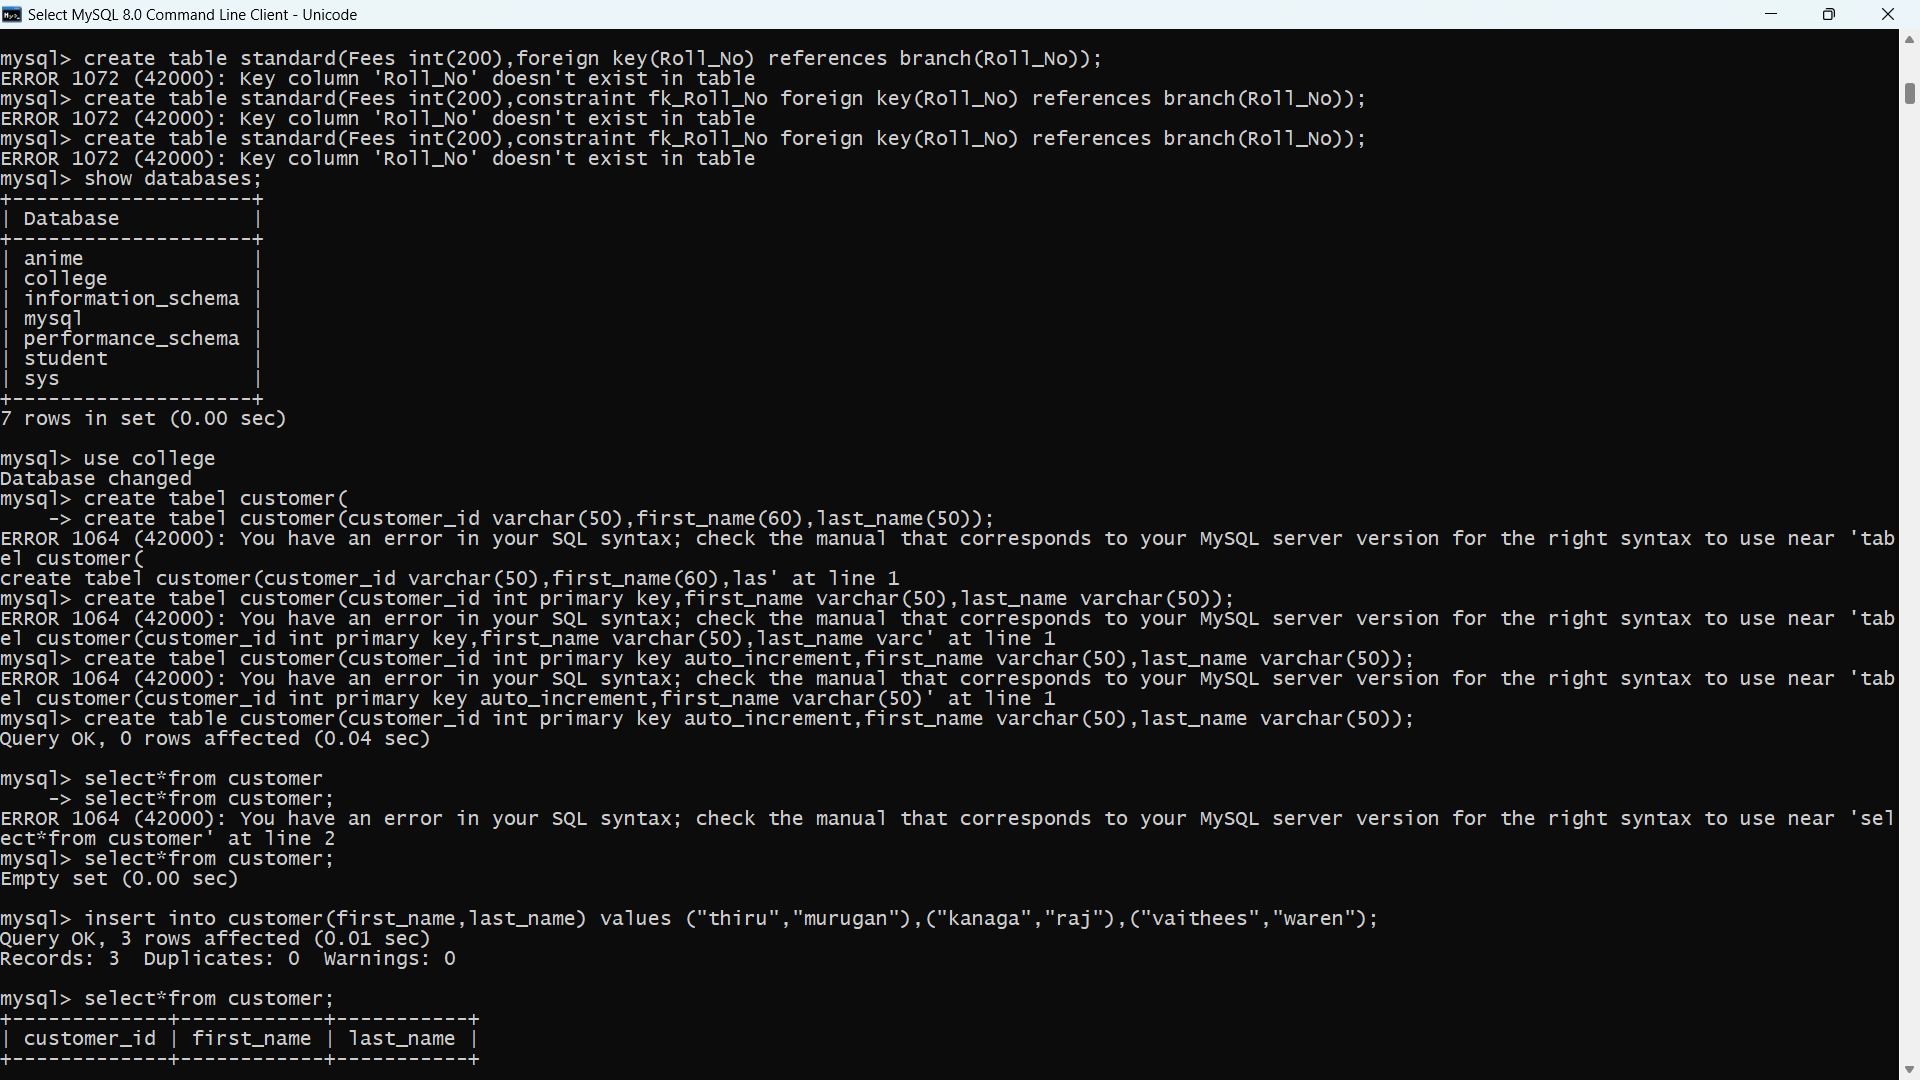 Select MySQL 8.0 Command Line Client - Unicode
mysql> create table standard(Fees int(200),foreign key(Roll_No) references branch(Roll_No));
ERROR 1072 (42000): Key column 'Roll_No' doesn't exist in table
mysql> create table standard(Fees int(200),constraint fk_Roll_No foreign key(Roll_No) references branch(Roll_No));
ERROR 1072 (42000): Key column 'Roll_No' doesn't exist in table
mysql> create table standard(Fees int(200),constraint fk_Roll_No foreign key(Roll_No) references branch(Roll_No));
ERROR 1072 (42000): Key column 'Roll_No' doesn't exist in table
mysql> show databases;
+--------------------+
| Database           |
+--------------------+
| anime              |
| college            |
| information_schema |
| mysql              |
| performance_schema |
| student            |
| sys                |
+--------------------+
7 rows in set (0.00 sec)
mysql> use college
Database changed
mysql> create tabel customer(
    -> create tabel customer(customer_id varchar(50),first_name(60),last_name(50));
ERROR 1064 (42000): You have an error in your SQL syntax; check the manual that corresponds to your MySQL server version for the right syntax to use near 'tab
el customer(
create tabel customer(customer_id varchar(50),first_name(60),las' at line 1
mysql> create tabel customer(customer_id int primary key,first_name varchar(50),last_name varchar(50));
ERROR 1064 (42000): You have an error in your SQL syntax; check the manual that corresponds to your MySQL server version for the right syntax to use near 'tab
el customer(customer_id int primary key,first_name varchar(50),last_name varc' at line 1
mysql> create tabel customer(customer_id int primary key auto_increment,first_name varchar(50),last_name varchar(50));
ERROR 1064 (42000): You have an error in your SQL syntax; check the manual that corresponds to your MySQL server version for the right syntax to use near 'tab
el customer(customer_id int primary key auto_increment,first_name varchar(50)' at line 1
mysql> create table customer(customer_id int primary key auto_increment,first_name varchar(50),last_name varchar(50));
Query OK, 0 rows affected (0.04 sec)
mysql> select*from customer
    -> select*from customer;
ERROR 1064 (42000): You have an error in your SQL syntax; check the manual that corresponds to your MySQL server version for the right syntax to use near 'sel
ect*from customer' at line 2
mysql> select*from customer;
Empty set (0.00 sec)
mysql> insert into customer(first_name,last_name) values ("thiru","murugan"),("kanaga","raj"),("vaithees","waren");
Query OK, 3 rows affected (0.01 sec)
Records: 3  Duplicates: 0  Warnings: 0
mysql> select*from customer;
+-------------+------------+-----------+
| customer_id | first_name | last_name |
+-------------+------------+-----------+